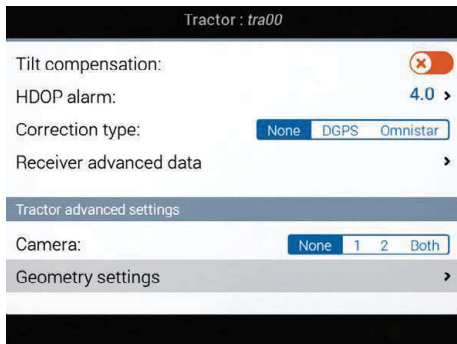 Tractor : tra00
Tilt compensation:
HDOP alarm: 4.0 >
Correction type: None DGPS Omnistar
Receiver advanced data >
Tractor advanced settings
Camera: None 1 2 Both
Geometry settings >